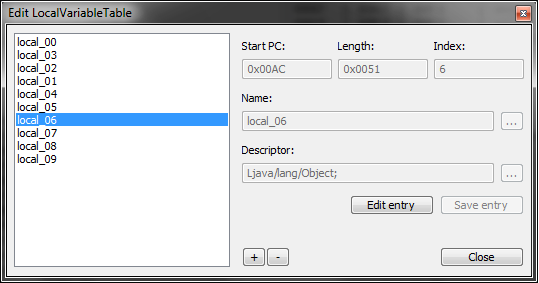 Edit LocalVariableTable
local_00
local_03
local_02
local_01
local_04
local_05
local_06
local_07
local_08
local_09
Start PC: Length: Index:
0x00AC 0x0051 6
Name:
local_06 ...
Descriptor:
Ljava/lang/Object; ...
Edit entry Save entry
+ - Close